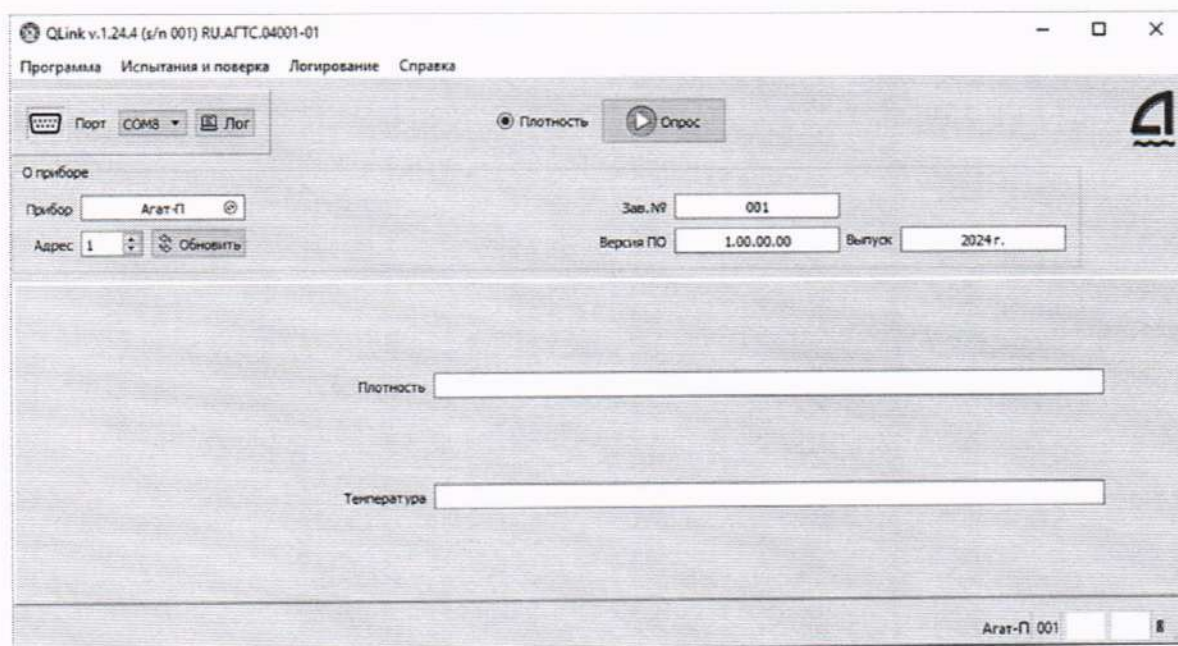 QLink v.1.24.4 (s/n 001) RU.АГТС.04001-01
Программа Испытания и поверка Логирование Справка
Порт COM8 Лог Плотность Опрос
О приборе
Прибор Агат-П Зав.№ 001
Адрес 1 Обновить Версия ПО 1.00.00.00 Выпуск 2024 г.
Плотность
Температура
Агат-П 001